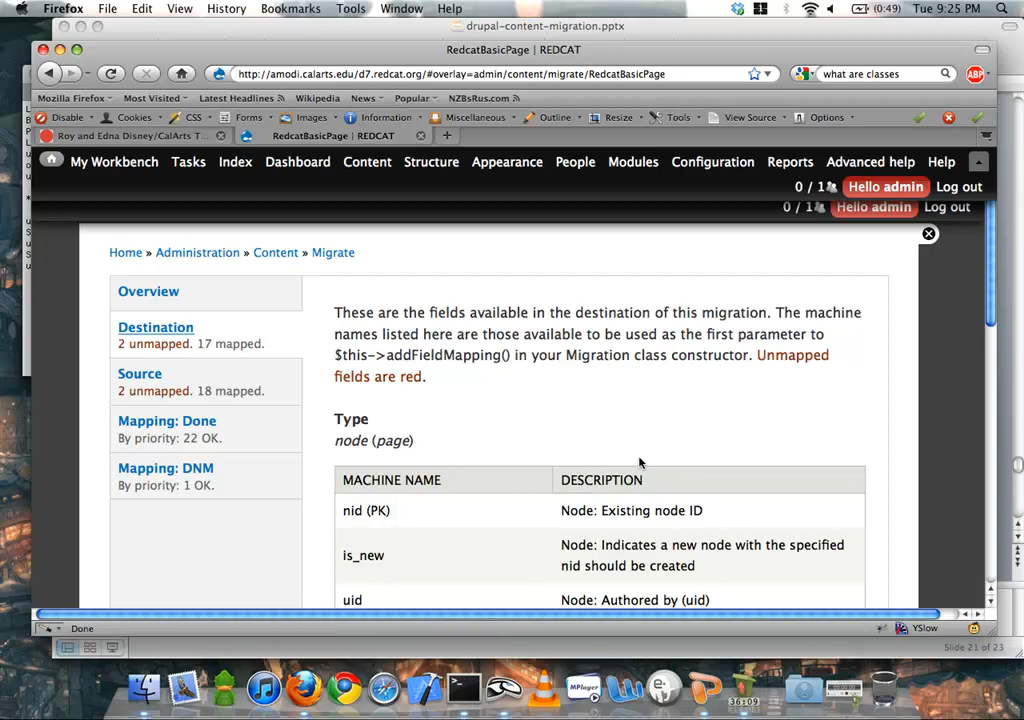 Firefox File Edit View History Bookmarks Tools Window Help (0:49) Tue 9:25 PM
drupal-content-migration.pptx
RedcatBasicPage | REDCAT
http://amodi.calarts.edu/d7.redcat.org/#overlay=admin/content/migrate/RedcatBasicPage what are classes ABP
Mozilla Firefox Most Visited Latest Headlines Wikipedia News Popular NZBsRus.com
Disable Cookies CSS Forms Images Information Miscellaneous Outline Resize Tools View Source Options
Roy and Edna Disney/CalArts T... RedcatBasicPage | REDCAT
My Workbench Tasks Index Dashboard Content Structure Appearance People Modules Configuration Reports Advanced help Help
0 / 1 Hello admin Log out
0 / 1 Hello admin Log out
Home » Administration » Content » Migrate
Overview
Destination
2 unmapped. 17 mapped.
Source
2 unmapped. 18 mapped.
Mapping: Done
By priority: 22 OK.
Mapping: DNM
By priority: 1 OK.
These are the fields available in the destination of this migration. The machine
names listed here are those available to be used as the first parameter to
$this->addFieldMapping() in your Migration class constructor. Unmapped
fields are red.
Type
node (page)
MACHINE NAME DESCRIPTION
nid (PK) Node: Existing node ID
is_new Node: Indicates a new node with the specified
nid should be created
uid Node: Authored by (uid)
Done YSlow
Slide 21 of 23
MPlayer
36:09